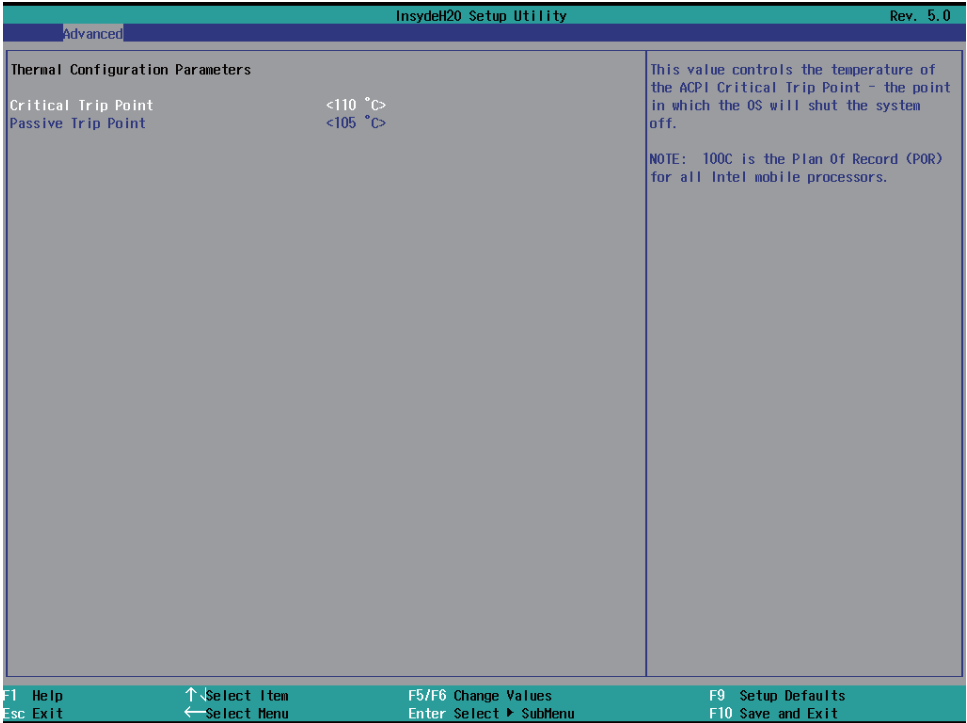 InsydeH20 Setup Utility Rev. 5.0
Advanced
Thermal Configuration Parameters
Critical Trip Point <110 °C>
Passive Trip Point <105 °C>
This value controls the temperature of
the ACPI Critical Trip Point - the point
in which the OS will shut the system
off.
NOTE: 100C is the Plan Of Record (POR)
for all Intel mobile processors.
F1 Help ↑↓Select Item F5/F6 Change Values F9 Setup Defaults
Esc Exit ←Select Menu Enter Select ▶ SubMenu F10 Save and Exit